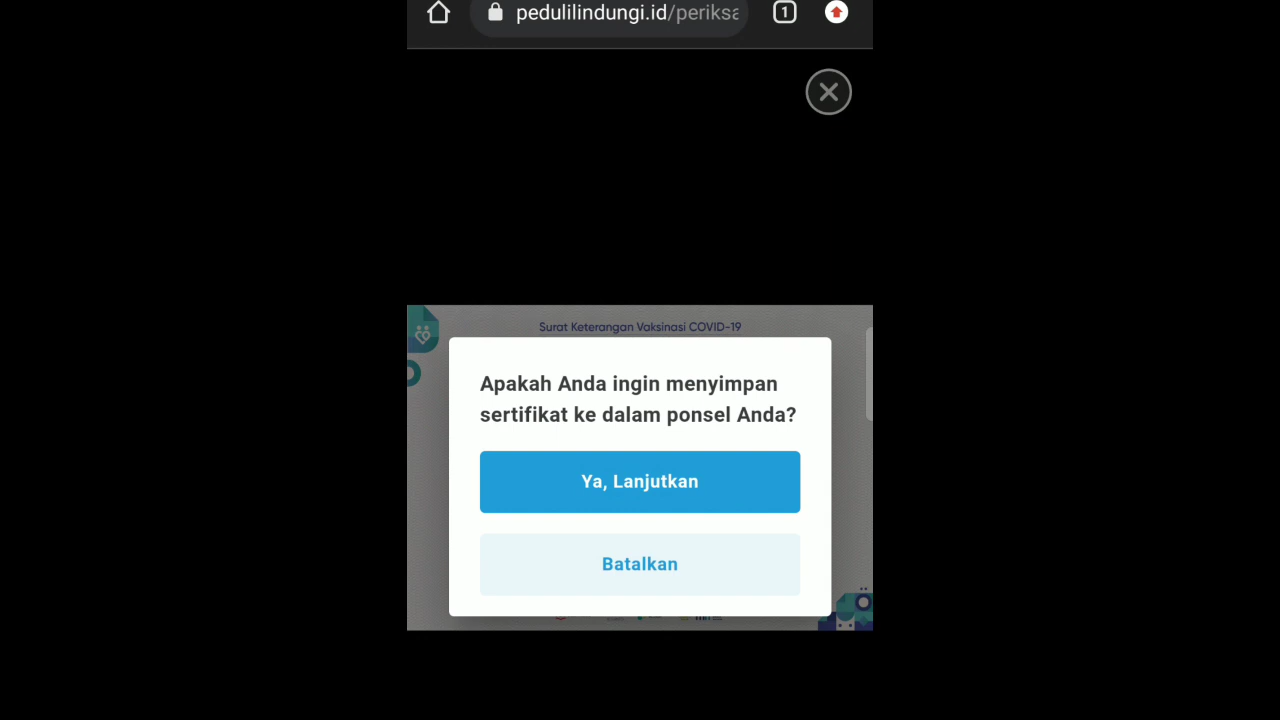 pedulilindungi.id/periksa
1
Surat Keterangan Vaksinasi COVID-19
Apakah Anda ingin menyimpan
sertifikat ke dalam ponsel Anda?
Ya, Lanjutkan
Batalkan